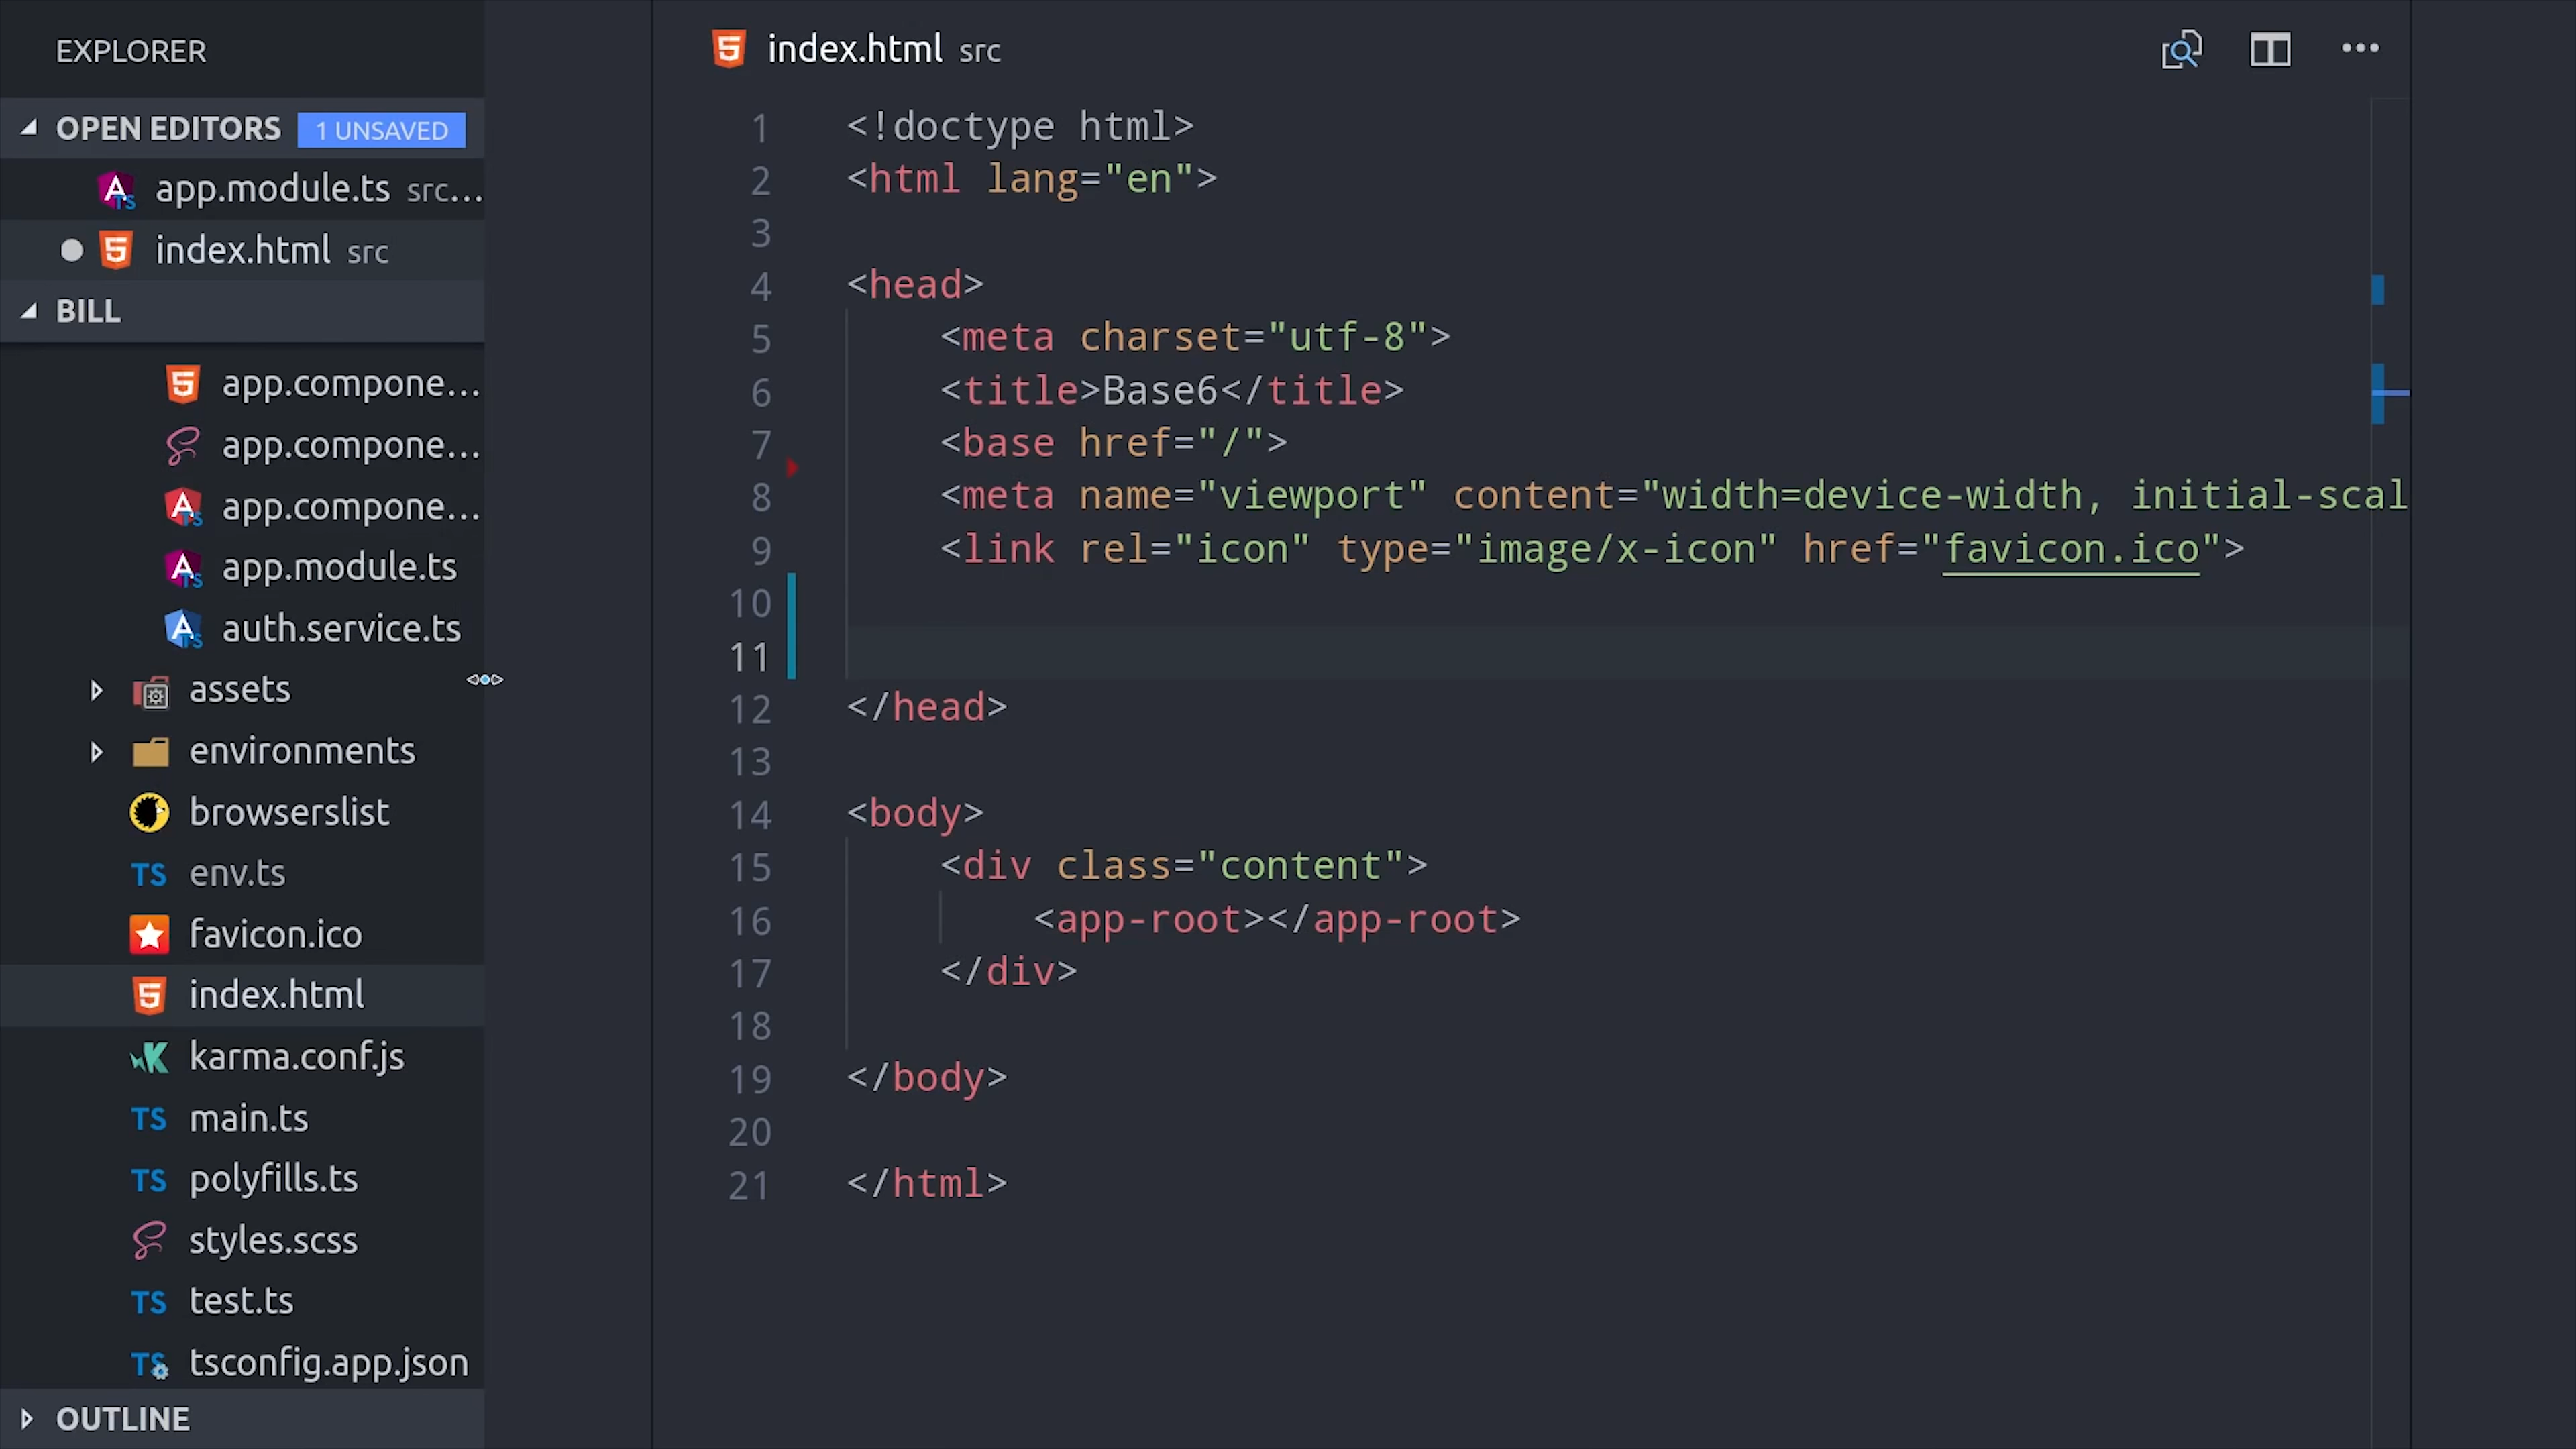 EXPLORER
OPEN EDITORS 1 UNSAVED
app.module.ts src...
index.html src
BILL
app.compone...
app.compone...
app.compone...
app.module.ts
auth.service.ts
assets
environments
browserslist
TS env.ts
favicon.ico
index.html
karma.conf.js
TS main.ts
TS polyfills.ts
styles.scss
TS test.ts
TS tsconfig.app.json
OUTLINE
index.html src
1 <!doctype html>
2 <html lang="en">
3
4 <head>
5 <meta charset="utf-8">
6 <title>Base6</title>
7 <base href="/">
8 <meta name="viewport" content="width=device-width, initial-scal
9 <link rel="icon" type="image/x-icon" href="favicon.ico">
10
11
12 </head>
13
14 <body>
15 <div class="content">
16 <app-root></app-root>
17 </div>
18
19 </body>
20
21 </html>